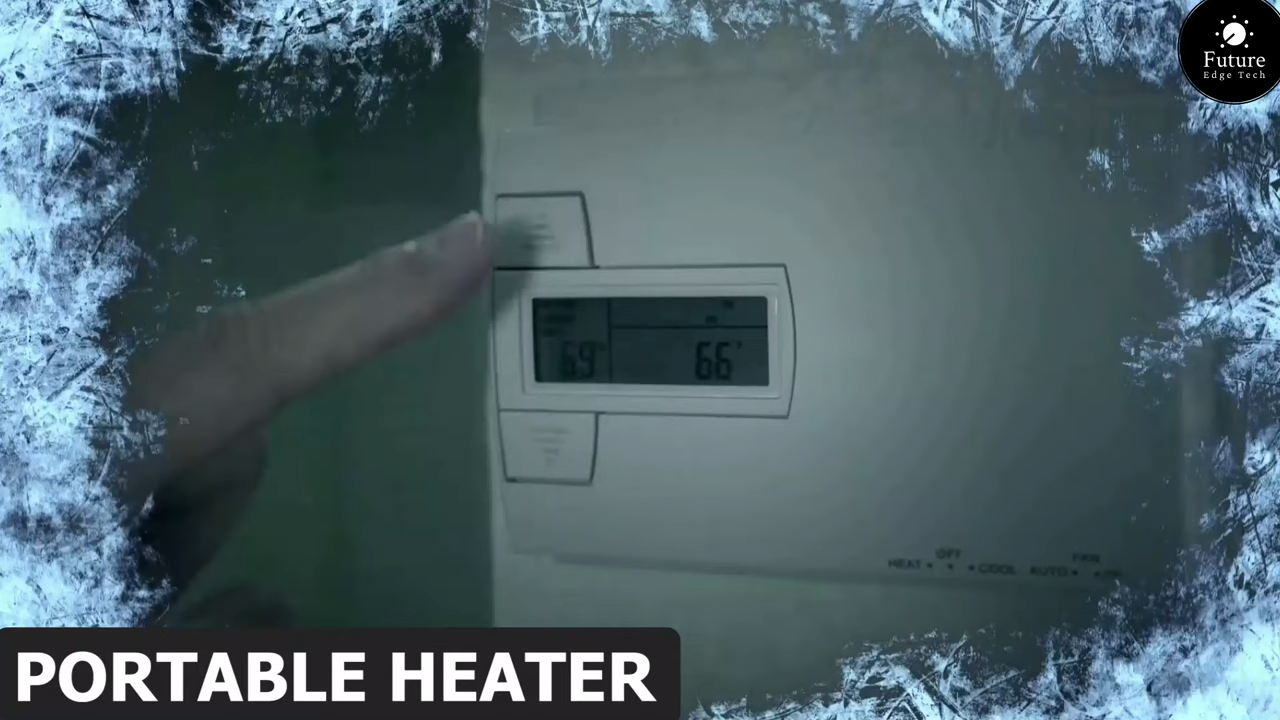 Future
Edge Tech
69 66°
OFF
FAN
HEAT COOL AUTO
PORTABLE HEATER